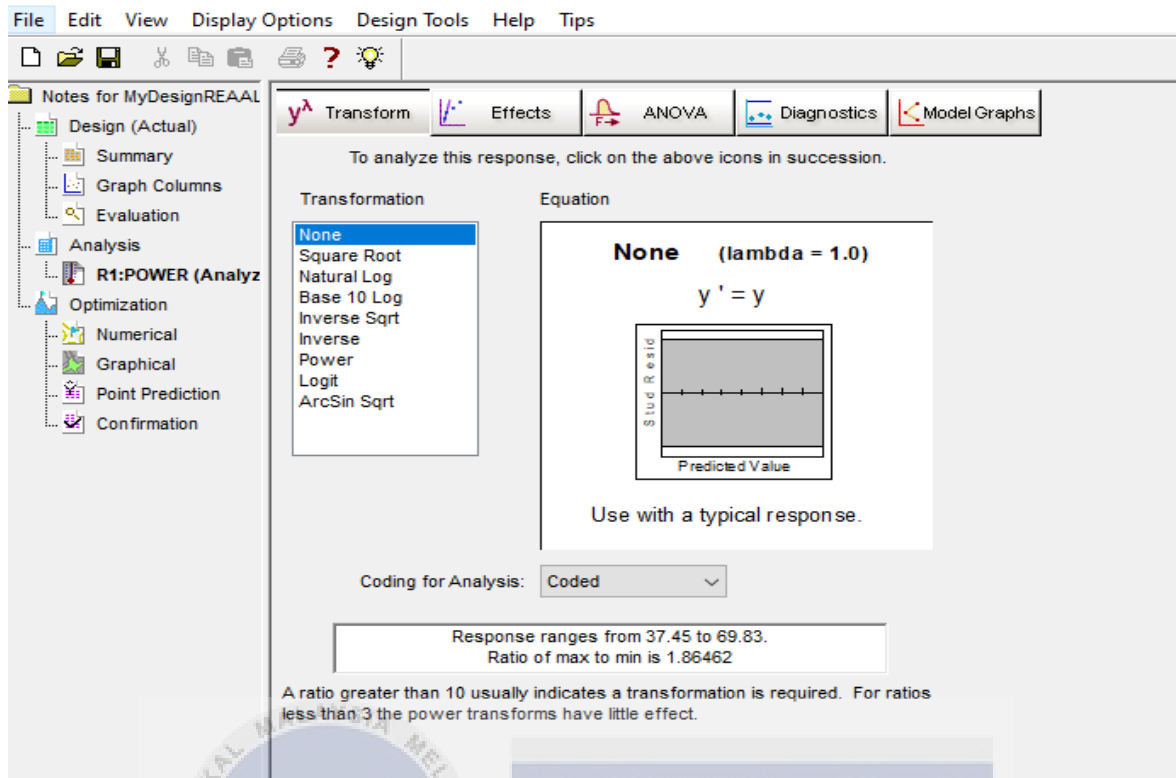 File Edit View Display Options Design Tools Help Tips
Notes for MyDesignREAAL
Design (Actual)
Summary
Graph Columns
Evaluation
Analysis
R1:POWER (Analyz
Optimization
Numerical
Graphical
Point Prediction
Confirmation
yλ Transform Effects F ANOVA Diagnostics Model Graphs
To analyze this response, click on the above icons in succession.
Transformation
None
Square Root
Natural Log
Base 10 Log
Inverse Sqrt
Inverse
Power
Logit
ArcSin Sqrt
Equation
None (lambda = 1.0)
y ' = y
Stud Resid
Predicted Value
Use with a typical response.
Coding for Analysis: Coded
Response ranges from 37.45 to 69.83.
Ratio of max to min is 1.86462
A ratio greater than 10 usually indicates a transformation is required. For ratios
less than 3 the power transforms have little effect.